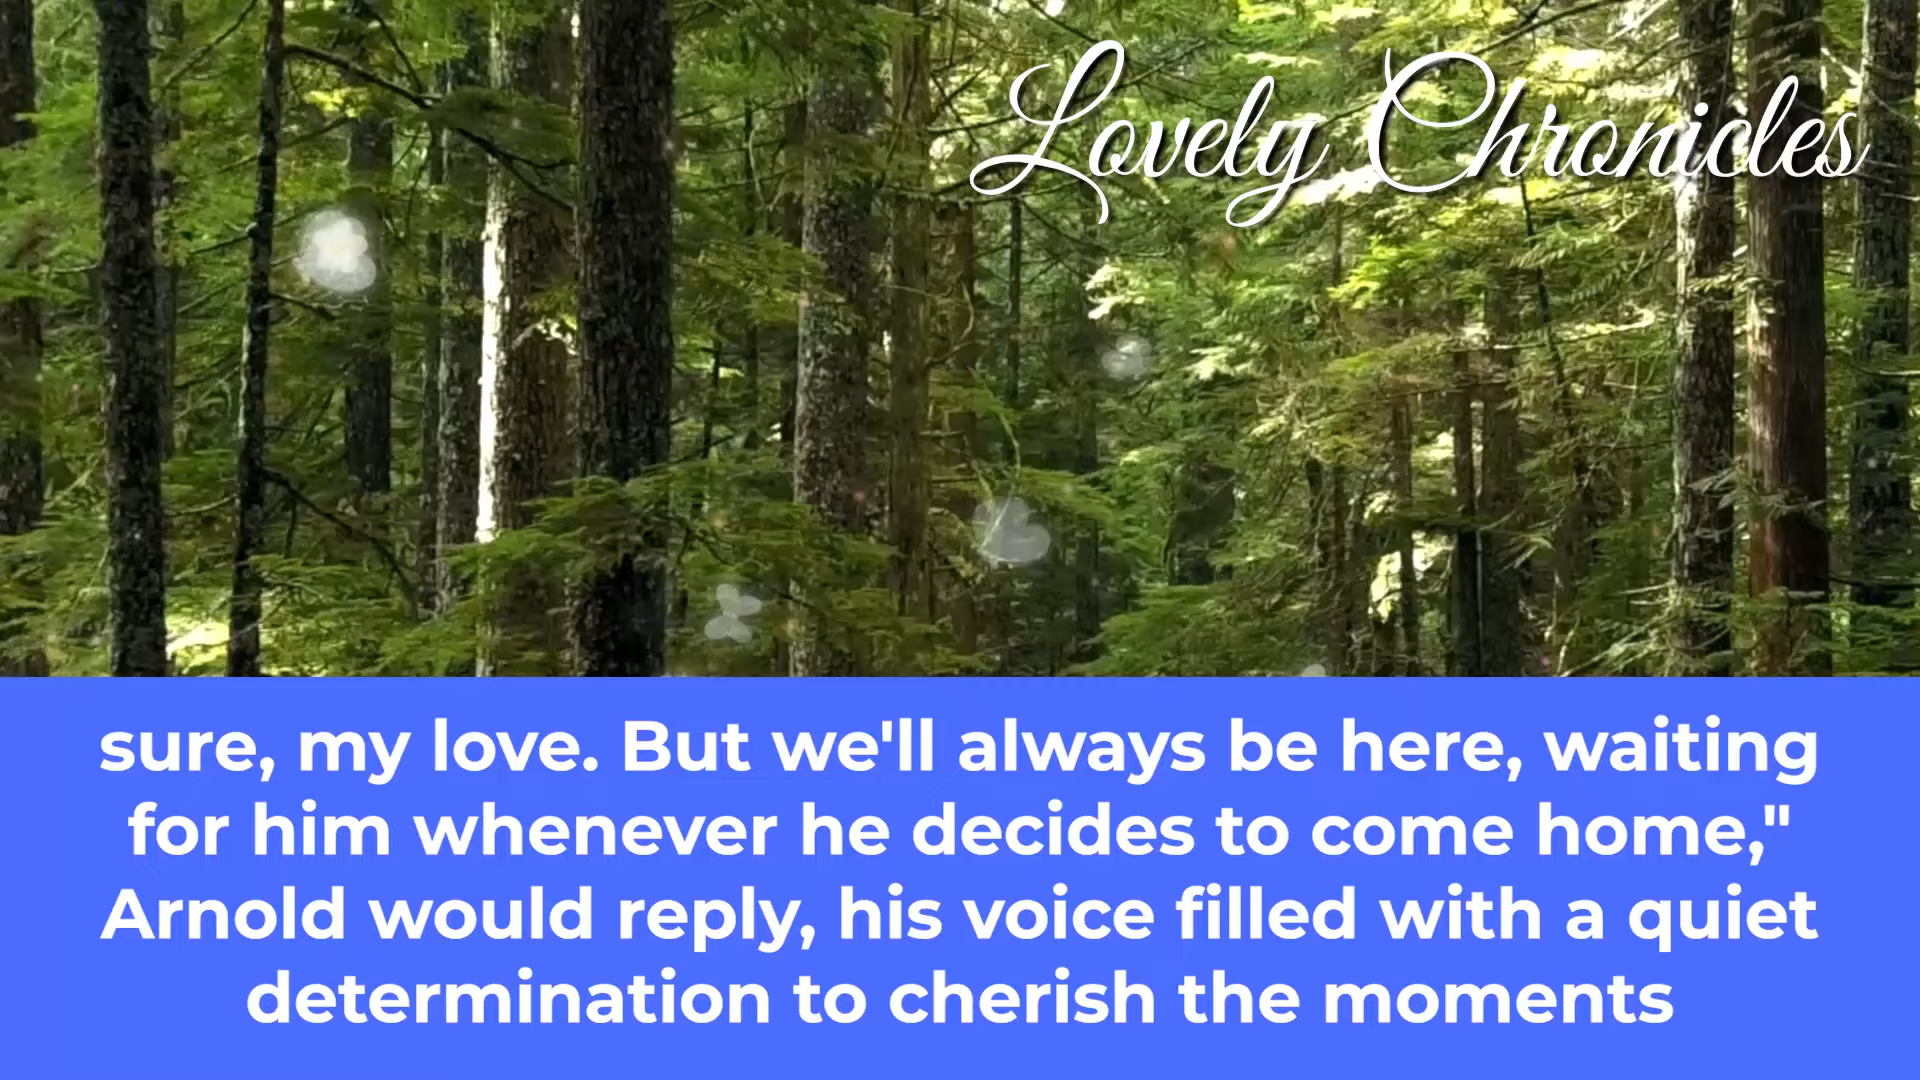 Lovely Chronicles
sure, my love. But we'll always be here, waiting
for him whenever he decides to come home,"
Arnold would reply, his voice filled with a quiet
determination to cherish the moments